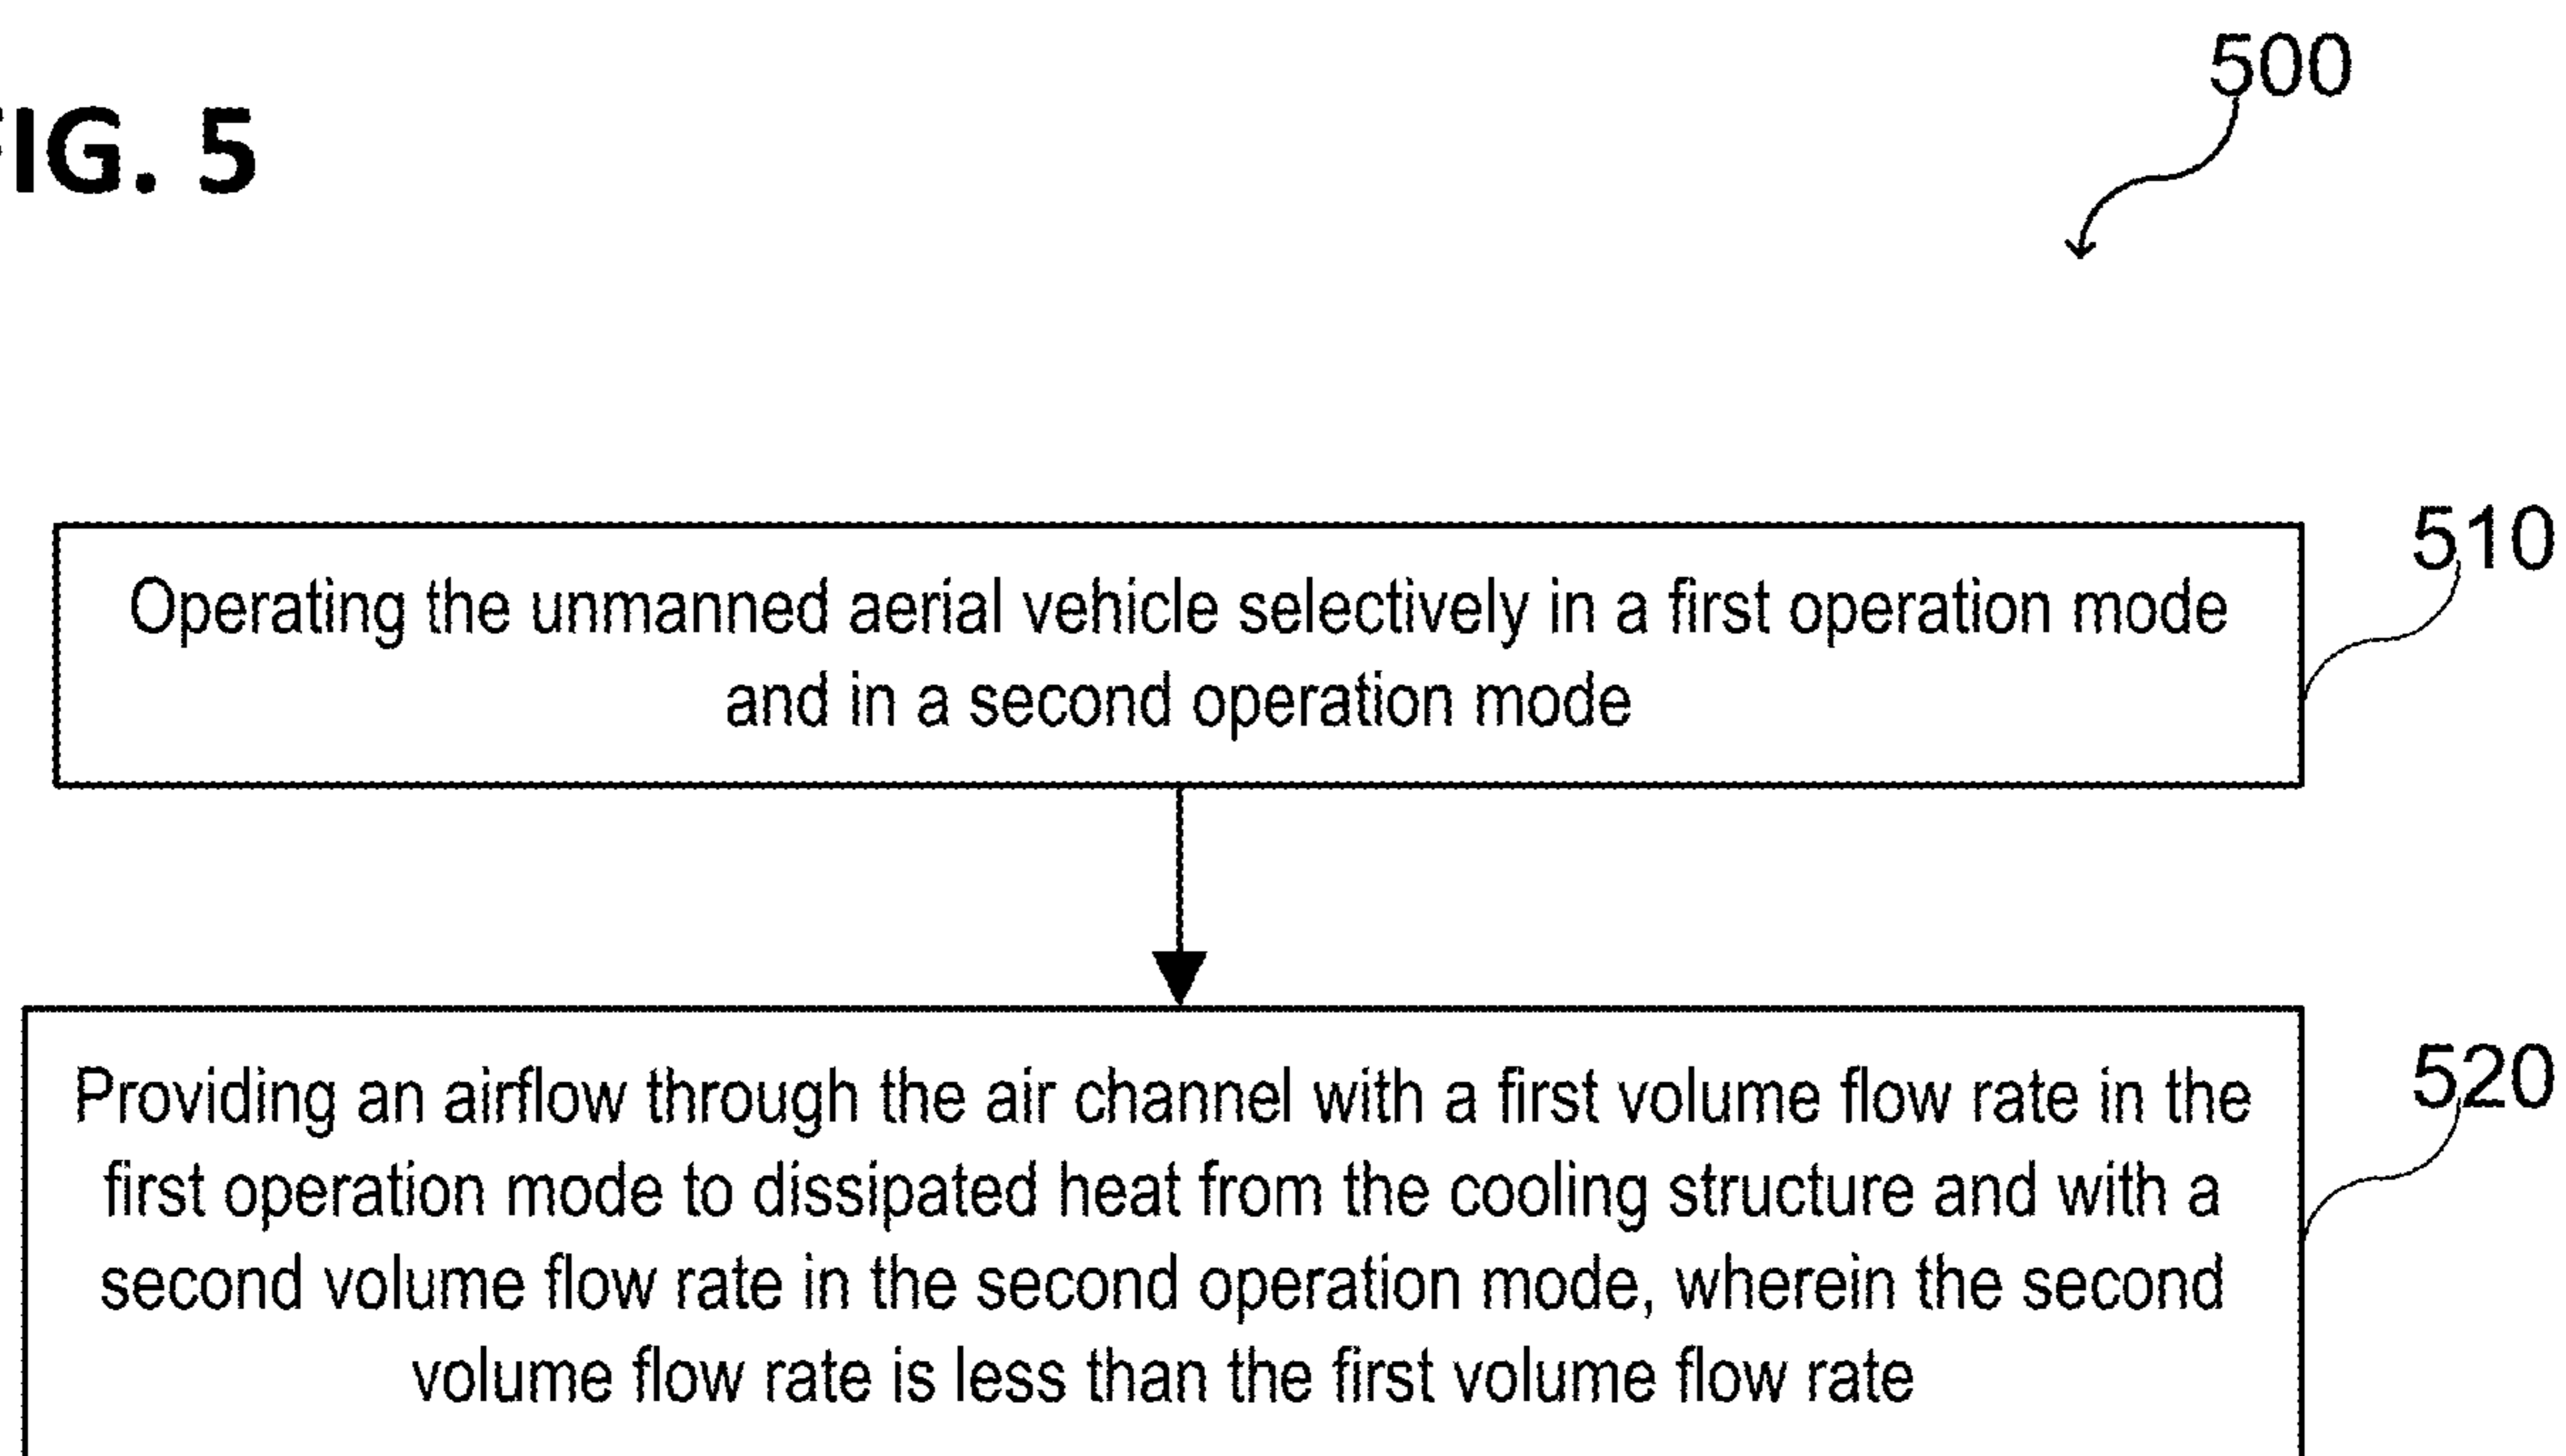 500
FIG. 5
510
Operating the unmanned aerial vehicle selectively in a first operation mode
and in a second operation mode
520
Providing an airflow through the air channel with a first volume flow rate in the
first operation mode to dissipated heat from the cooling structure and with a
second volume flow rate in the second operation mode, wherein the second
volume flow rate is less than the first volume flow rate